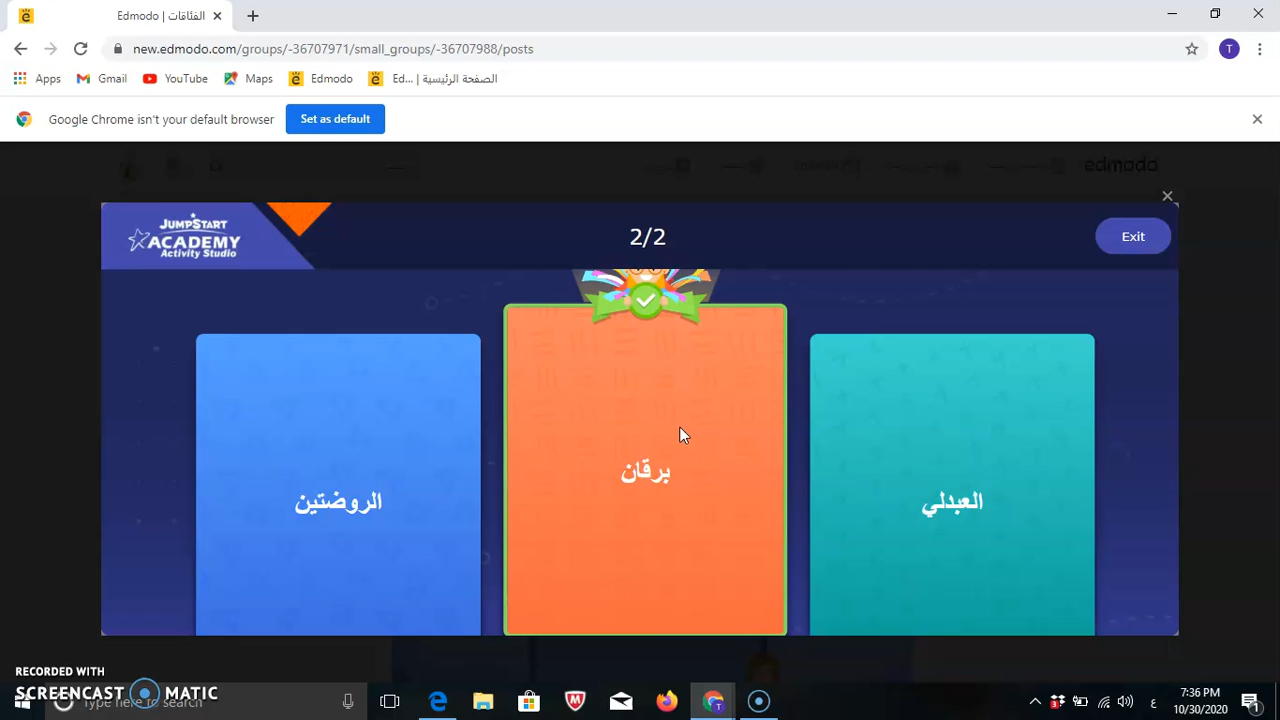 الفئاقات | Edmodo
new.edmodo.com/groups/-36707971/small_groups/-36707988/posts
T
Apps
Gmail
YouTube
Maps
Edmodo
Ed... | الصفحة الرئيسية
Google Chrome isn't your default browser
Set as default
edmodo
JUMPSTART
ACADEMY
Activity Studio
2/2
Exit
الروضتين
برقان
العبدلي
RECORDED WITH
SCREENCAST MATIC
Type here to search
ع
7:36 PM
10/30/2020